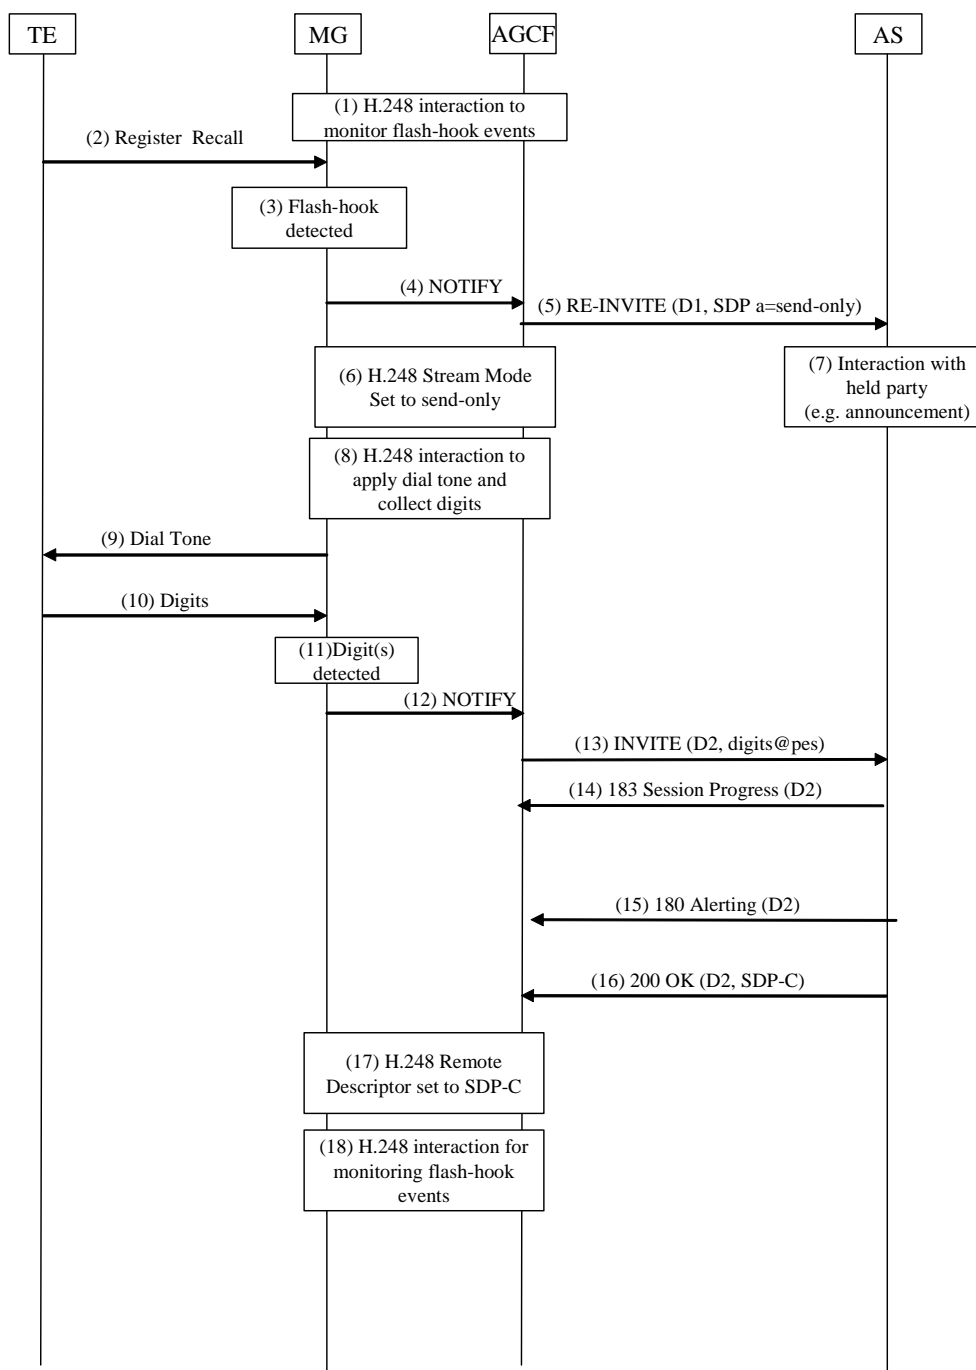 TE
MG
AGCF
AS
(1) H.248 interaction to
monitor flash-hook events
(2) Register  Recall
(3) Flash-hook
detected
(4) NOTIFY
(5) RE-INVITE (D1, SDP a=send-only)
(6) H.248 Stream Mode
Set to send-only
(7) Interaction with
held party
(e.g. announcement)
(8) H.248 interaction to
apply dial tone and
collect digits
(9) Dial Tone
(10) Digits
(11)Digit(s)
detected
(12) NOTIFY
(13) INVITE (D2, digits@pes)
(14) 183 Session Progress (D2)
(15) 180 Alerting (D2)
(16) 200 OK (D2, SDP-C)
(17) H.248 Remote
Descriptor set to SDP-C
(18) H.248 interaction for
monitoring flash-hook
events